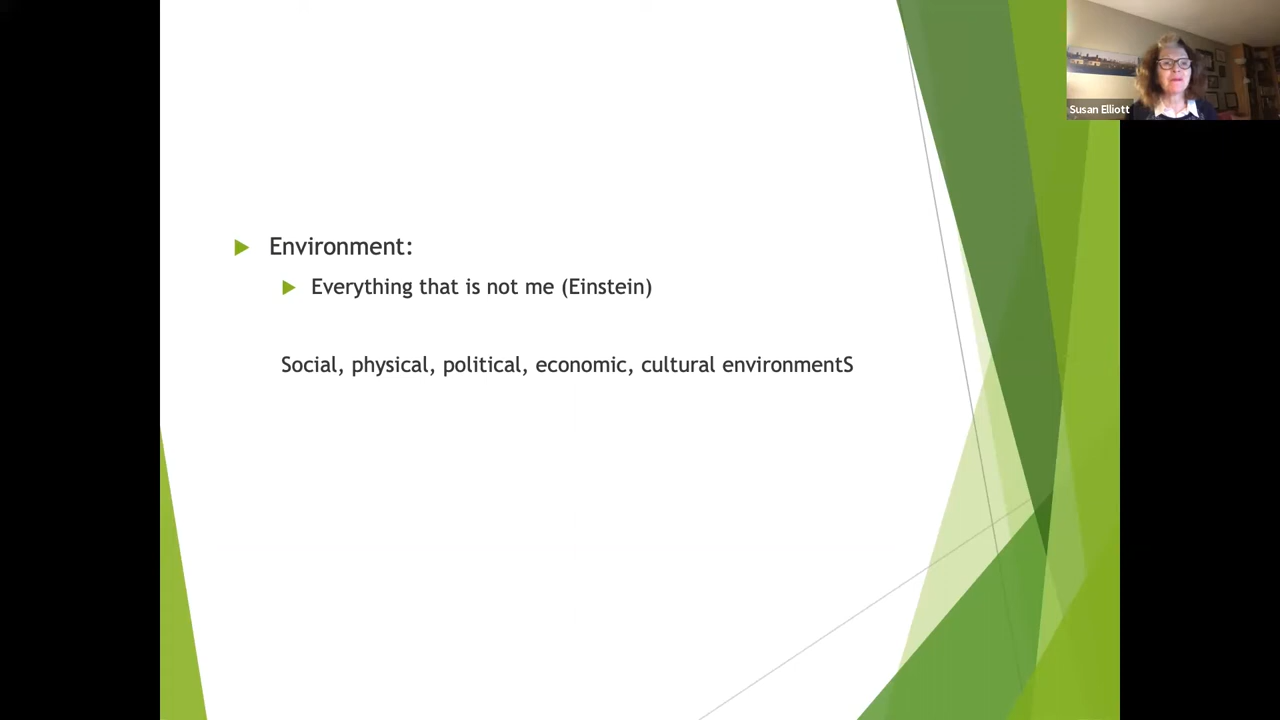 Environment:
Everything that is not me (Einstein)
Social, physical, political, economic, cultural environmentS
Susan Elliott